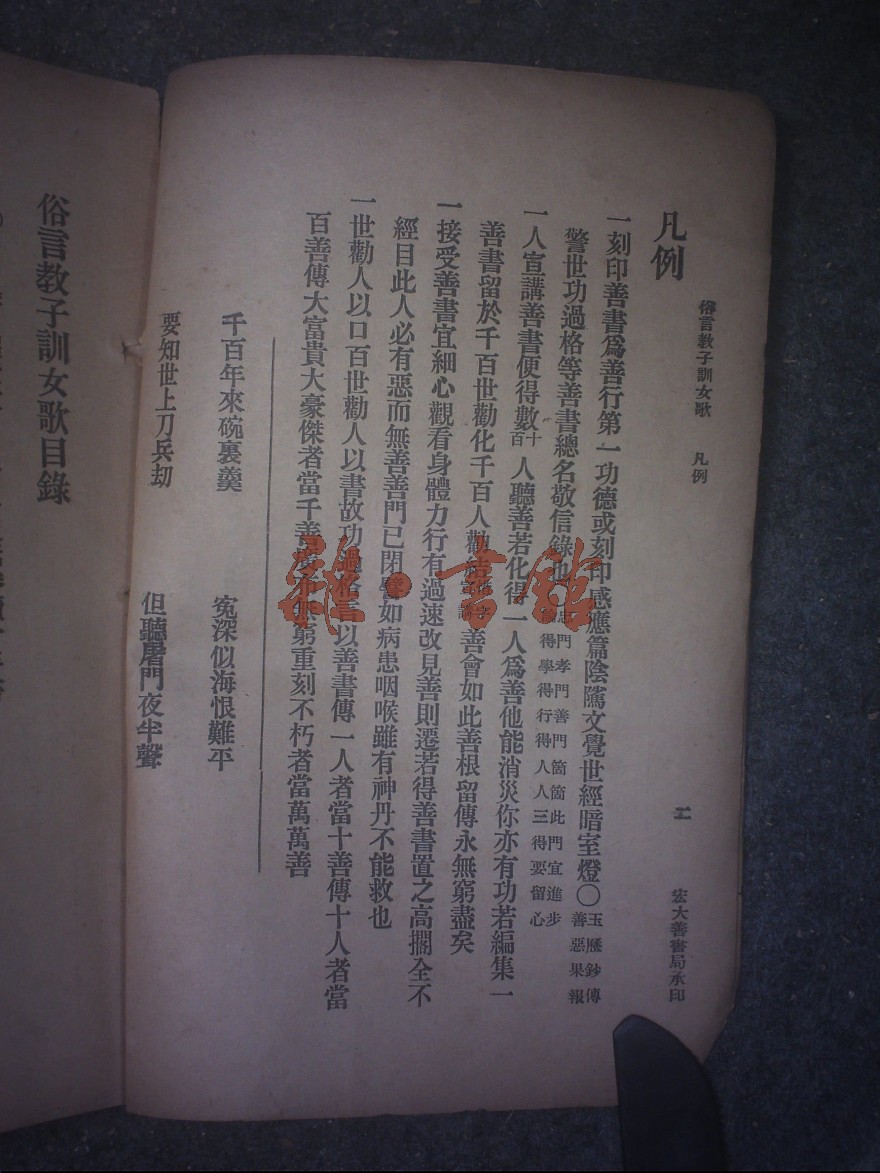 俗言教子訓女歌　凡例　二　宏大善書局承印
凡例
一刻印善書爲善行第一功德或刻印感應篇陰隲文覺世經暗室燈〇玉歷鈔傳善惡果報
警世功過格等善書總名敬信錄也 忠門孝門善門箇箇此門宜進步 得學得行得人人三得要留心
一人宣講善書便得數十百人聽善若化得一人爲善他能消災你亦有功若編集一
善書留於千百世勸化千百人勸 善會如此善根留傳永無窮盡矣
一接受善書宜細心觀看身體力行有過速改見善則遷若得善書置之高擱全不
經目此人必有惡而無善善門已閉譬如病患咽喉雖有神丹不能救也
一世勸人以口百世勸人以書故功過格言以善書傳一人者當十善傳十人者當
百善傳大富貴大豪傑者當千善 無窮重刻不朽者當萬萬善
千百年來碗裏羹　冤深似海恨難平
要知世上刀兵劫　但聽屠門夜半聲
俗言教子訓女歌目錄
雜·書館